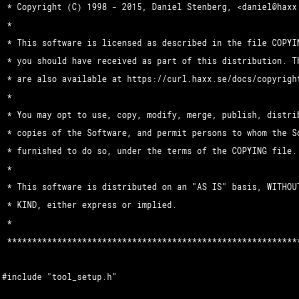 * Copyright (C) 1998 - 2015, Daniel Stenberg, <daniel@haxx
*
* This software is licensed as described in the file COPYIN
* you should have received as part of this distribution. Th
* are also available at https://curl.haxx.se/docs/copyright
*
* You may opt to use, copy, modify, merge, publish, distrib
* copies of the Software, and permit persons to whom the So
* furnished to do so, under the terms of the COPYING file.
*
* This software is distributed on an "AS IS" basis, WITHOUT
* KIND, either express or implied.
*
***********************************************************
#include "tool_setup.h"